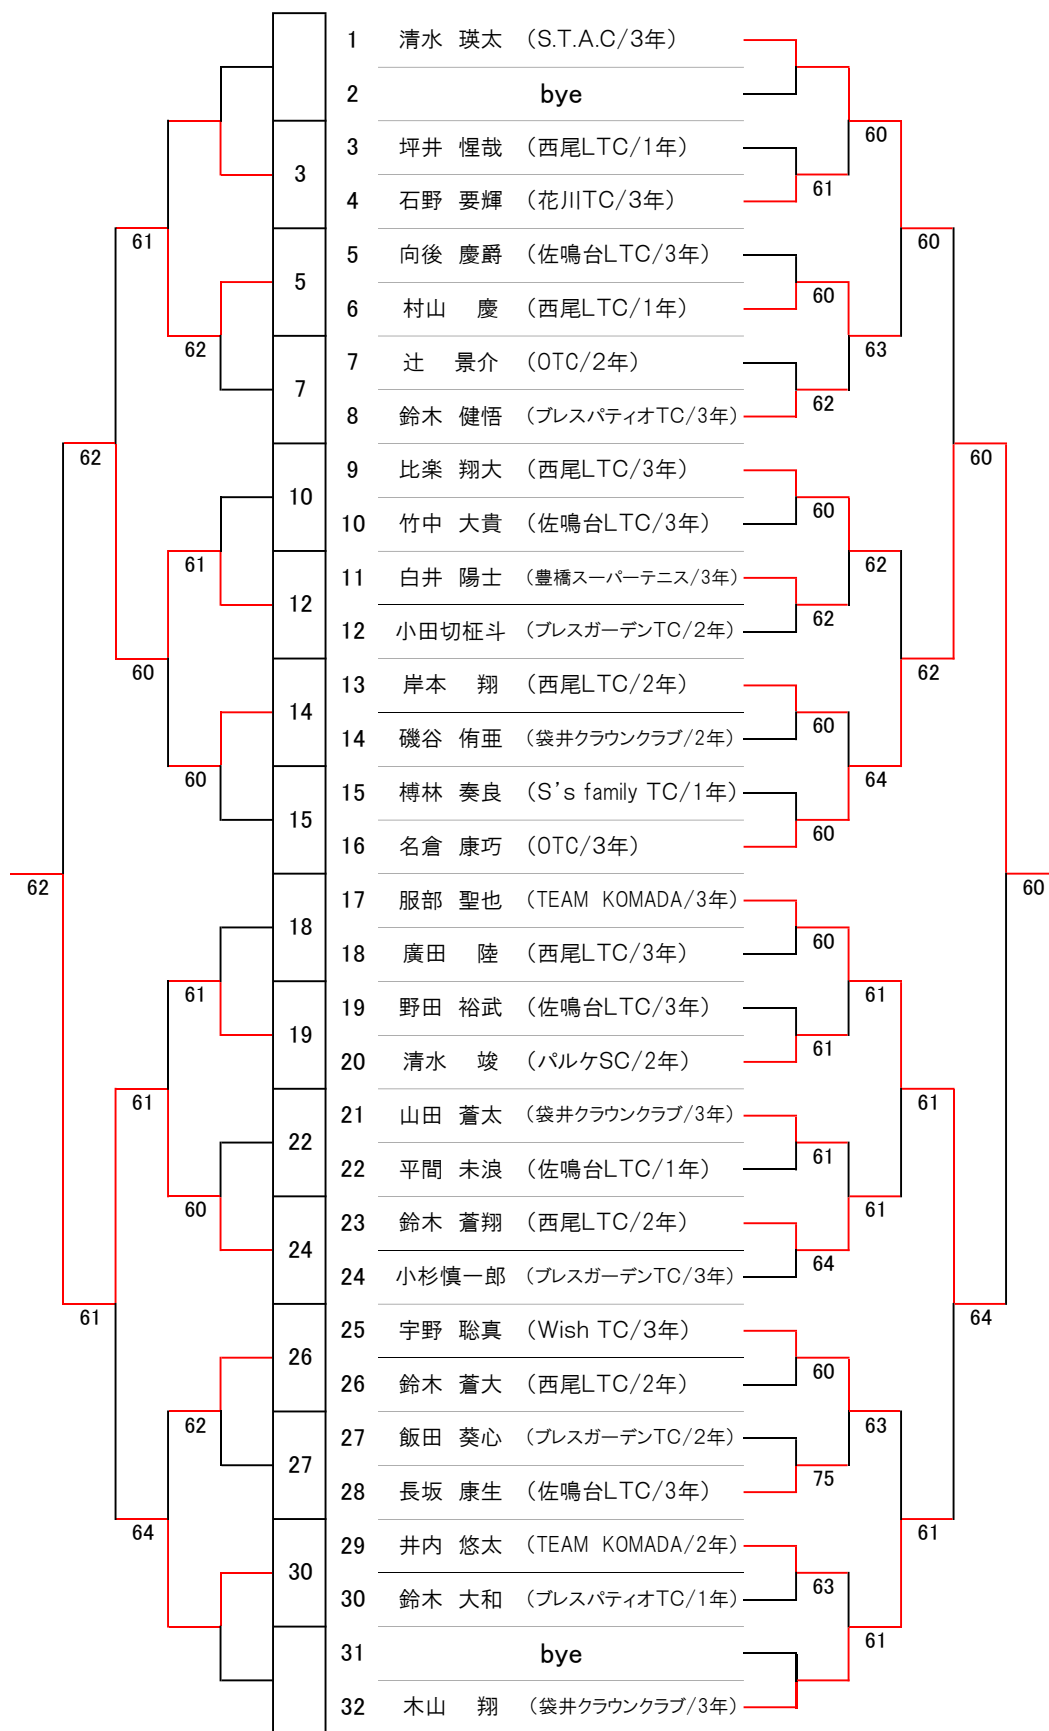 1 清水 瑛太 (S.T.A.C/3年)
2 bye
60
3 坪井 惺哉 (西尾LTC/1年)
3
61
4 石野 要輝 (花川TC/3年)
61
60
5 向後 慶爵 (佐鳴台LTC/3年)
5
60
6 村山 慶 (西尾LTC/1年)
62
63
7 辻 景介 (OTC/2年)
7
62
8 鈴木 健悟 (ブレスパティオTC/3年)
62
60
9 比楽 翔大 (西尾LTC/3年)
10
60
10 竹中 大貴 (佐鳴台LTC/3年)
61
62
11 白井 陽士 (豊橋スーパーテニス/3年)
12
62
12 小田切柾斗 (ブレスガーデンTC/2年)
60
62
13 岸本 翔 (西尾LTC/2年)
14
60
14 磯谷 侑亜 (袋井クラウンクラブ/2年)
60
64
15 榑林 奏良 (S's family TC/1年)
15
60
16 名倉 康巧 (OTC/3年)
62
60
17 服部 聖也 (TEAM KOMADA/3年)
18
60
18 廣田 陸 (西尾LTC/3年)
61
61
19 野田 裕武 (佐鳴台LTC/3年)
19
61
20 清水 竣 (パルケSC/2年)
61
61
21 山田 蒼太 (袋井クラウンクラブ/3年)
22
61
22 平間 未浪 (佐鳴台LTC/1年)
60
61
23 鈴木 蒼翔 (西尾LTC/2年)
24
64
24 小杉慎一郎 (ブレスガーデンTC/3年)
61
64
25 宇野 聡真 (Wish TC/3年)
26
60
26 鈴木 蒼大 (西尾LTC/2年)
62
63
27 飯田 葵心 (ブレスガーデンTC/2年)
27
75
28 長坂 康生 (佐鳴台LTC/3年)
64
61
29 井内 悠太 (TEAM KOMADA/2年)
30
63
30 鈴木 大和 (ブレスパティオTC/1年)
61
31 bye
32 木山 翔 (袋井クラウンクラブ/3年)